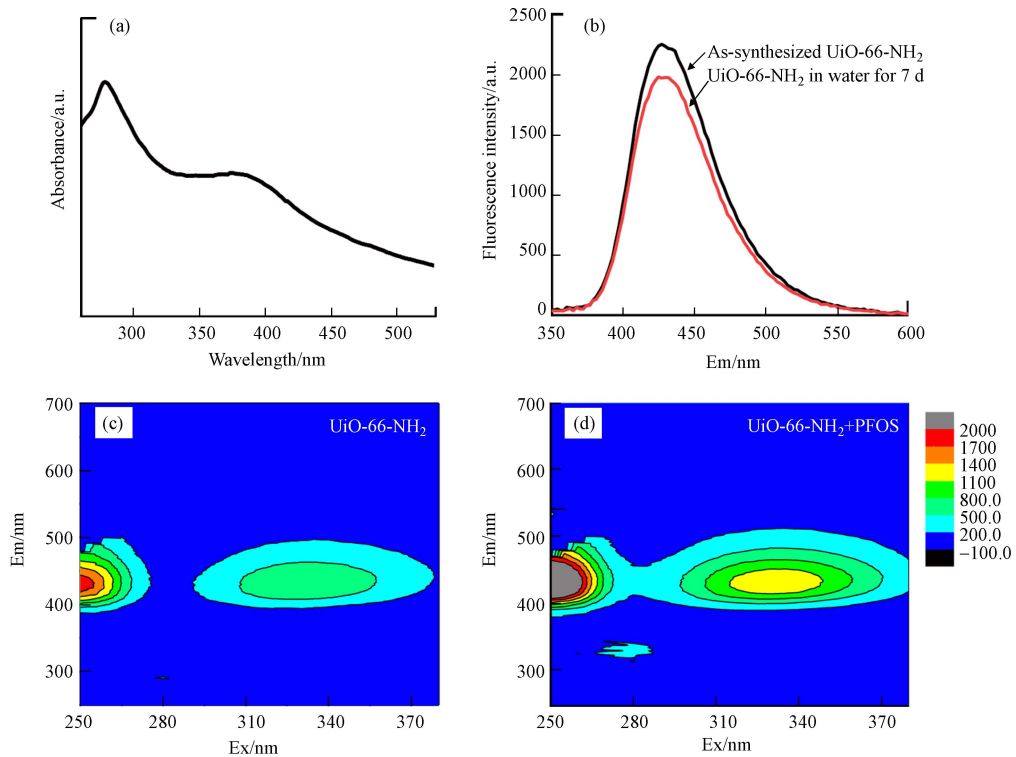 (a)
Absorbance/a.u.
300
350
400
450
500
Wavelength/nm
(b)
2500
2000
1500
1000
500
0
Fluorescence intensity/a.u.
As-synthesized UiO-66-NH₂
UiO-66-NH₂ in water for 7 d
350
400
450
500
550
600
Em/nm
700
600
500
400
300
Em/nm
(c)
UiO-66-NH₂
250
280
310
340
370
Ex/nm
700
600
500
400
300
Em/nm
(d)
UiO-66-NH₂+PFOS
250
280
310
340
370
Ex/nm
2000
1700
1400
1100
800.0
500.0
200.0
−100.0